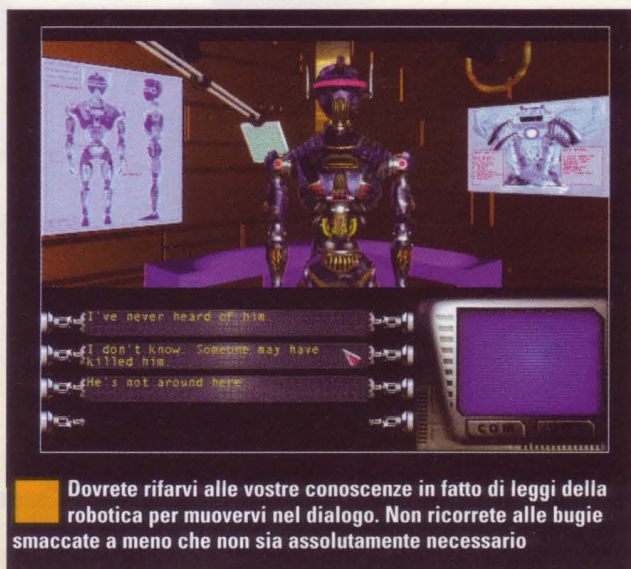 I've never heard of him.
I don't know. Someone may have
killed him.
He's not around here.
com
Dovrete rifarvi alle vostre conoscenze in fatto di leggi della
robotica per muovervi nel dialogo. Non ricorrete alle bugie
smaccate a meno che non sia assolutamente necessario